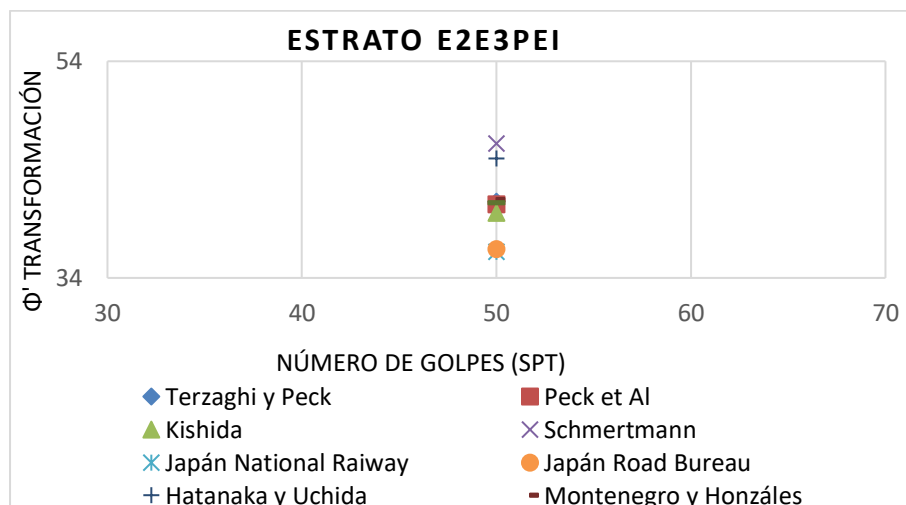 ESTRATO E2E3PEI
Φ' TRANSFORMACIÓN
54
34
30 40 50 60 70
NÚMERO DE GOLPES (SPT)
Terzaghi y Peck Peck et Al
Kishida Schmertmann
Japán National Raiway Japán Road Bureau
Hatanaka y Uchida Montenegro y Honzáles